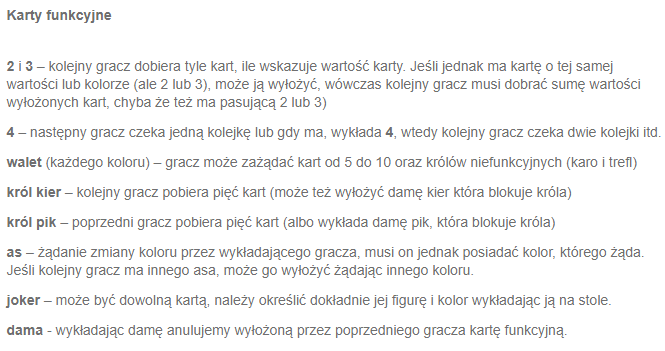 Karty funkcyjne
2 i 3 – kolejny gracz dobiera tyle kart, ile wskazuje wartość karty. Jeśli jednak ma kartę o tej samej
wartości lub kolorze (ale 2 lub 3), może ją wyłożyć, wówczas kolejny gracz musi dobrać sumę wartości
wyłożonych kart, chyba że też ma pasującą 2 lub 3)
4 – następny gracz czeka jedną kolejkę lub gdy ma, wykłada 4, wtedy kolejny gracz czeka dwie kolejki itd.
walet (każdego koloru) – gracz może zażądać kart od 5 do 10 oraz królów niefunkcyjnych (karo i trefl)
król kier – kolejny gracz pobiera pięć kart (może też wyłożyć damę kier która blokuje króla)
król pik – poprzedni gracz pobiera pięć kart (albo wykłada damę pik, która blokuje króla)
as – żądanie zmiany koloru przez wykładającego gracza, musi on jednak posiadać kolor, którego żąda.
Jeśli kolejny gracz ma innego asa, może go wyłożyć żądając innego koloru.
joker – może być dowolną kartą, należy określić dokładnie jej figurę i kolor wykładając ją na stole.
dama - wykładając damę anulujemy wyłożoną przez poprzedniego gracza kartę funkcyjną.